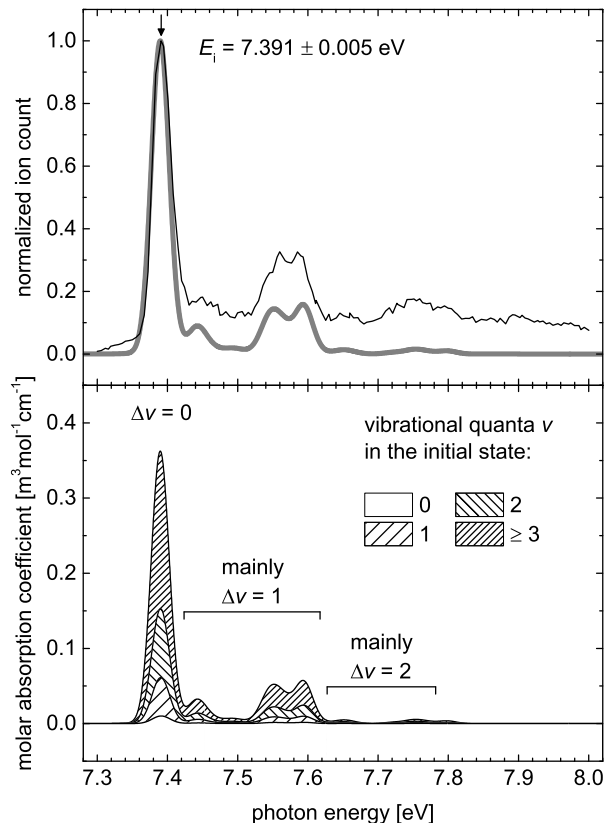 E_i = 7.391 ± 0.005 eV
1.0
0.8
0.6
0.4
0.2
0.0
normalized ion count
Δv = 0
vibrational quanta v
in the initial state:
0
2
1
≥ 3
mainly
Δv = 1
mainly
Δv = 2
0.4
0.3
0.2
0.1
0.0
molar absorption coefficient [m³mol⁻¹cm⁻¹]
7.3 7.4 7.5 7.6 7.7 7.8 7.9 8.0
photon energy [eV]